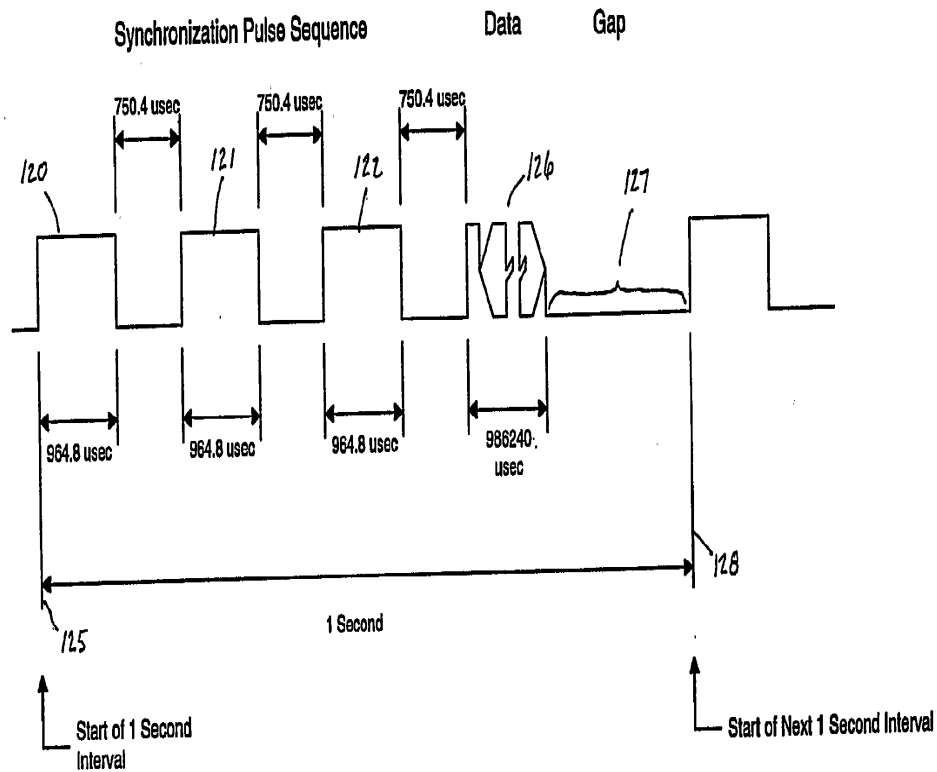 Synchronization Pulse Sequence Data Gap
750.4 usec 750.4 usec 750.4 usec
120 121 122 126 127
964.8 usec 964.8 usec 964.8 usec 986240.
usec
128
1 Second
125
Start of 1 Second
Interval
Start of Next 1 Second Interval